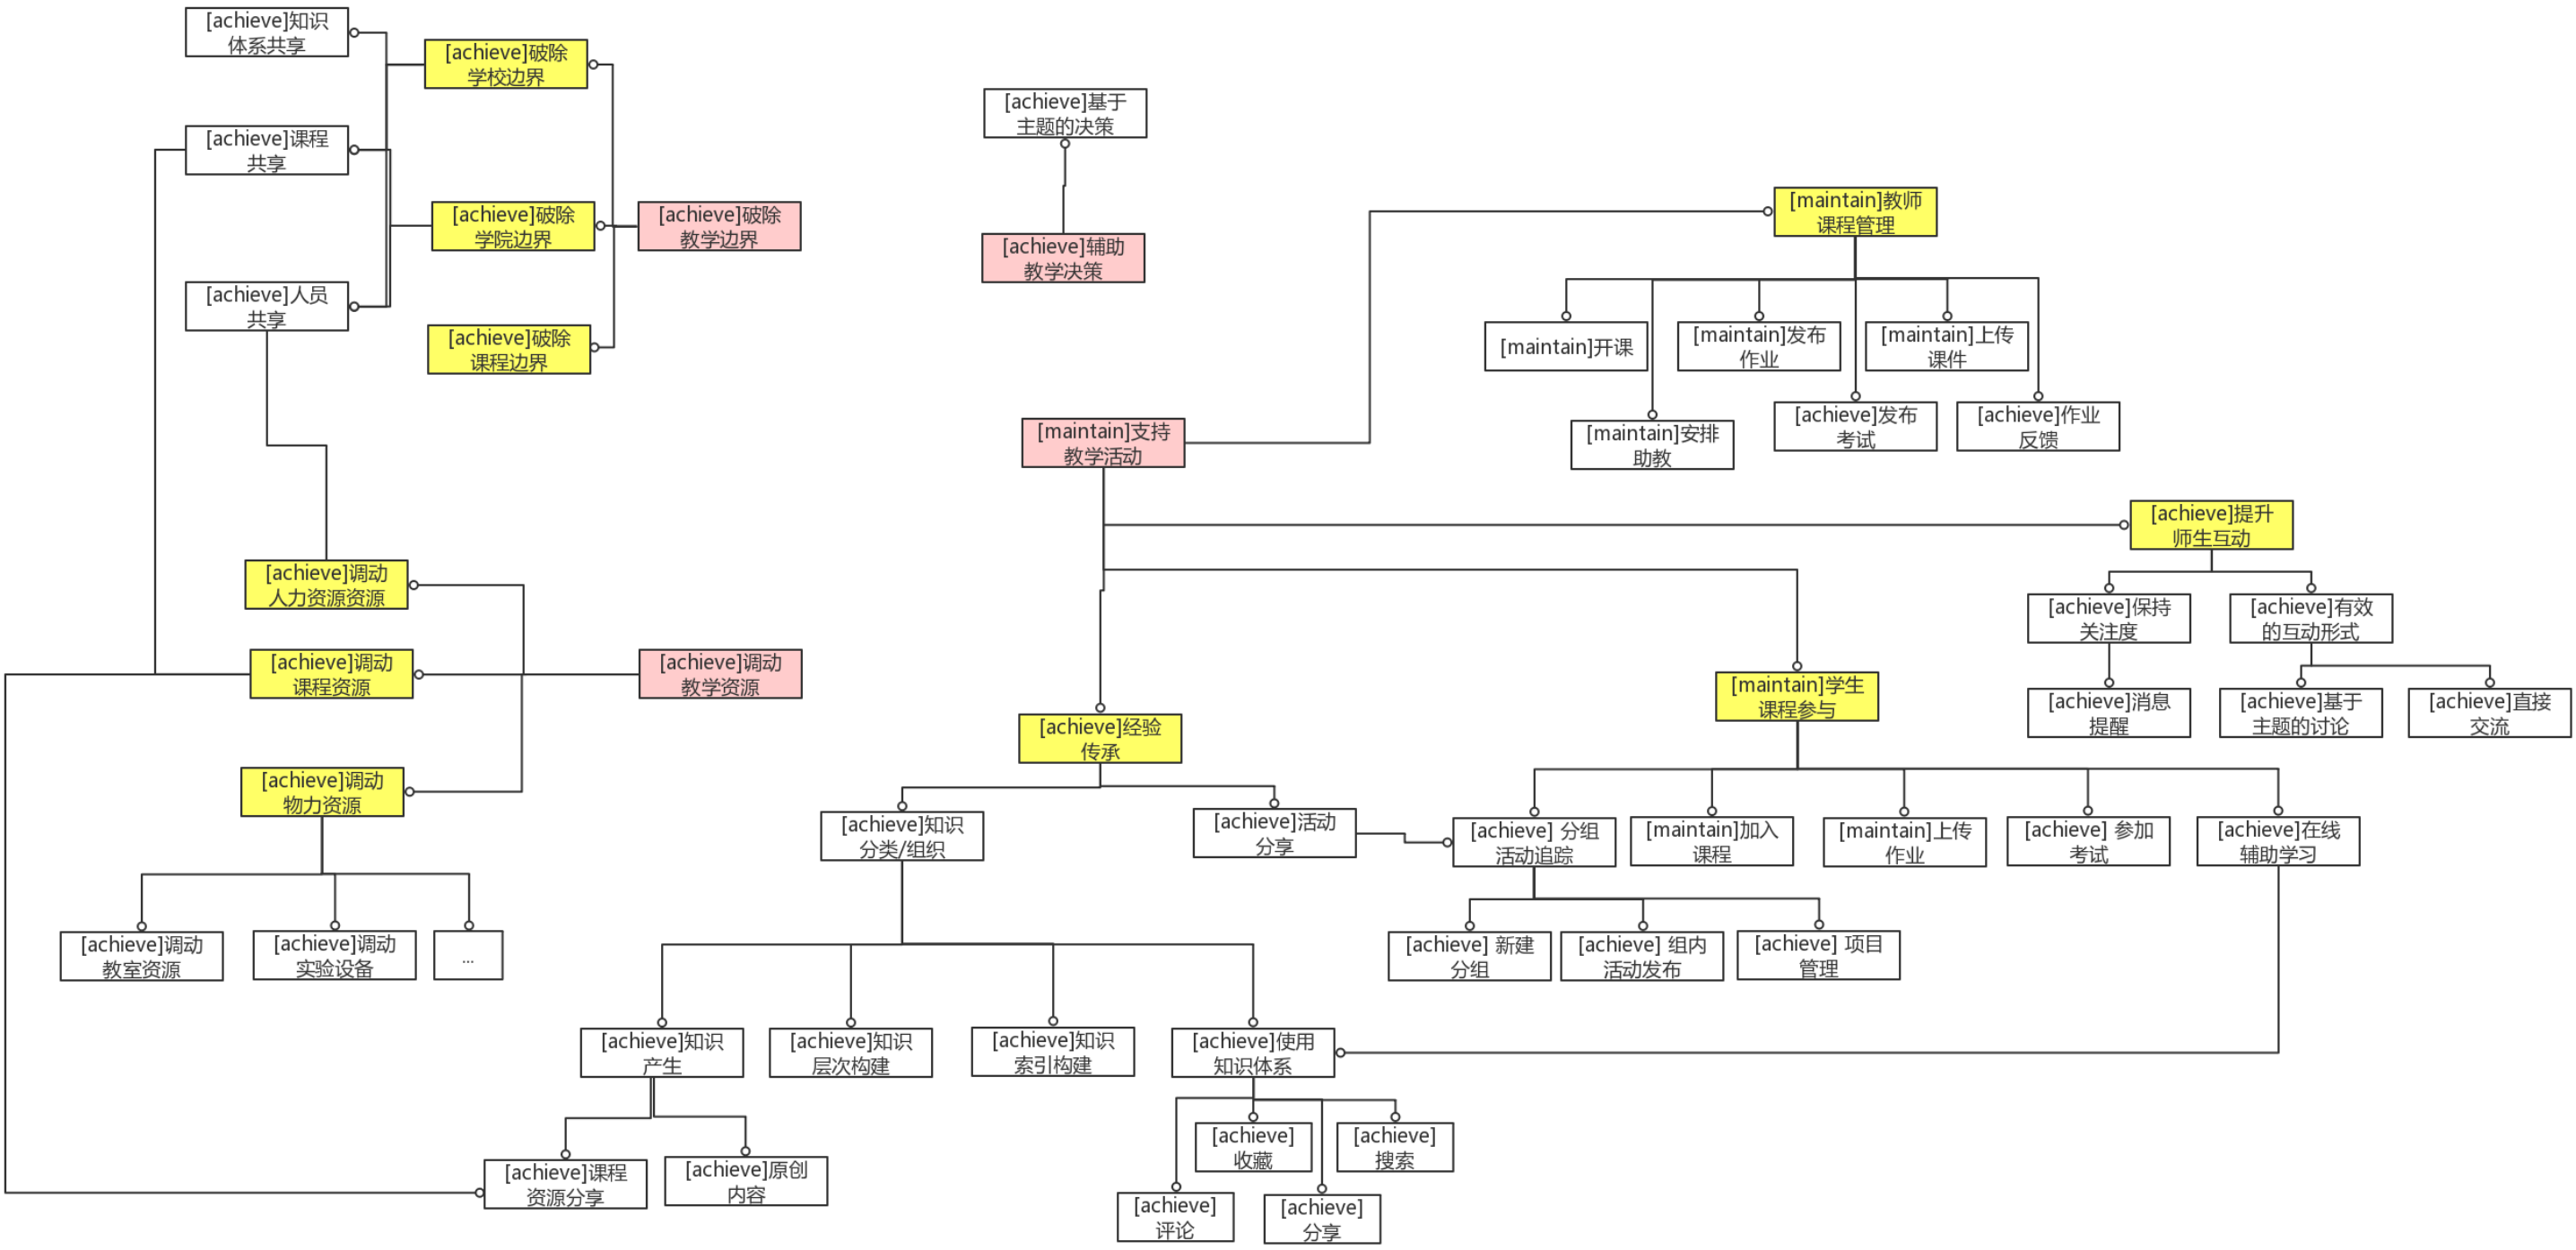 [achieve]知识
体系共享
[achieve]破除
学校边界
[achieve]课程
共享
[achieve]破除
学院边界
[achieve]破除
教学边界
[achieve]人员
共享
[achieve]破除
课程边界
[achieve]基于
主题的决策
[achieve]辅助
教学决策
[maintain]教师
课程管理
[maintain]开课
[maintain]发布
作业
[maintain]上传
课件
[maintain]安排
助教
[achieve]发布
考试
[achieve]作业
反馈
[maintain]支持
教学活动
[achieve]提升
师生互动
[achieve]保持
关注度
[achieve]有效
的互动形式
[achieve]消息
提醒
[achieve]基于
主题的讨论
[achieve]直接
交流
[achieve]调动
人力资源资源
[achieve]调动
课程资源
[achieve]调动
教学资源
[achieve]调动
物力资源
[achieve]调动
教室资源
[achieve]调动
实验设备
...
[achieve]经验
传承
[maintain]学生
课程参与
[achieve]知识
分类/组织
[achieve]活动
分享
[achieve] 分组
活动追踪
[maintain]加入
课程
[maintain]上传
作业
[achieve] 参加
考试
[achieve]在线
辅助学习
[achieve] 新建
分组
[achieve] 组内
活动发布
[achieve] 项目
管理
[achieve]知识
产生
[achieve]知识
层次构建
[achieve]知识
索引构建
[achieve]使用
知识体系
[achieve]课程
资源分享
[achieve]原创
内容
[achieve]
收藏
[achieve]
搜索
[achieve]
评论
[achieve]
分享